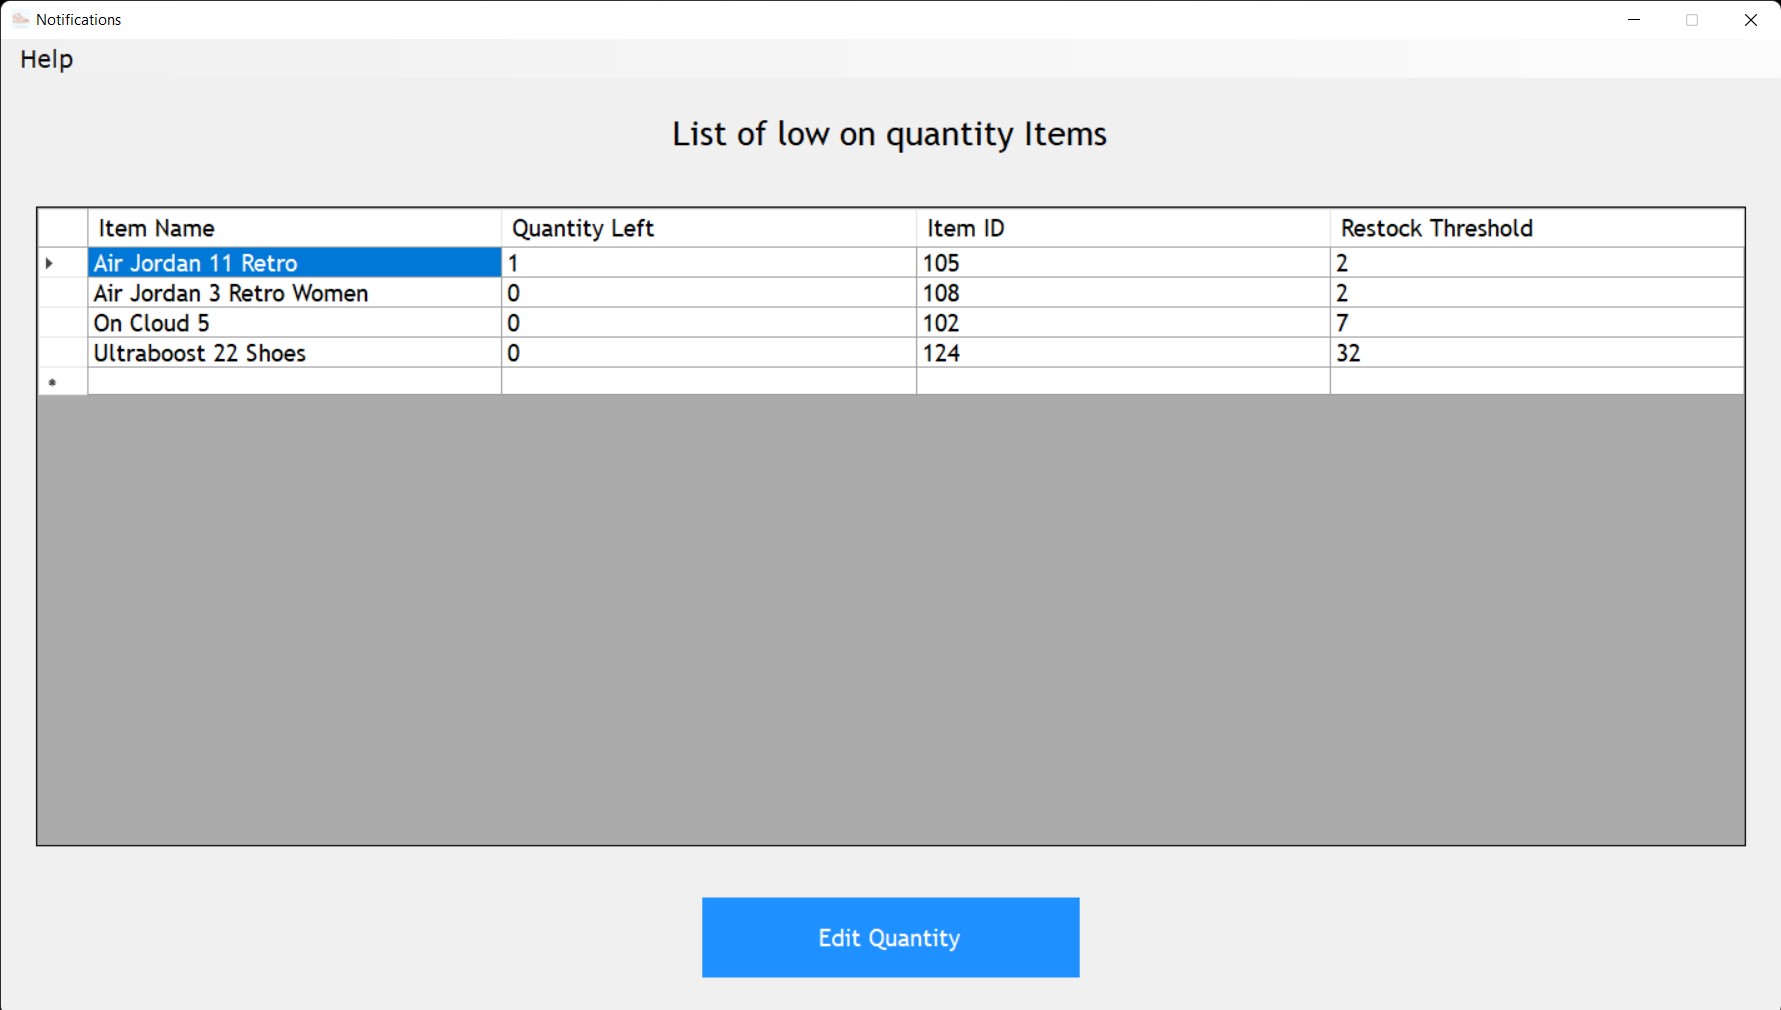 Notifications
Help
List of low on quantity Items
Item Name Quantity Left Item ID Restock Threshold
Air Jordan 11 Retro 1 105 2
Air Jordan 3 Retro Women 0 108 2
On Cloud 5 0 102 7
Ultraboost 22 Shoes 0 124 32
Edit Quantity